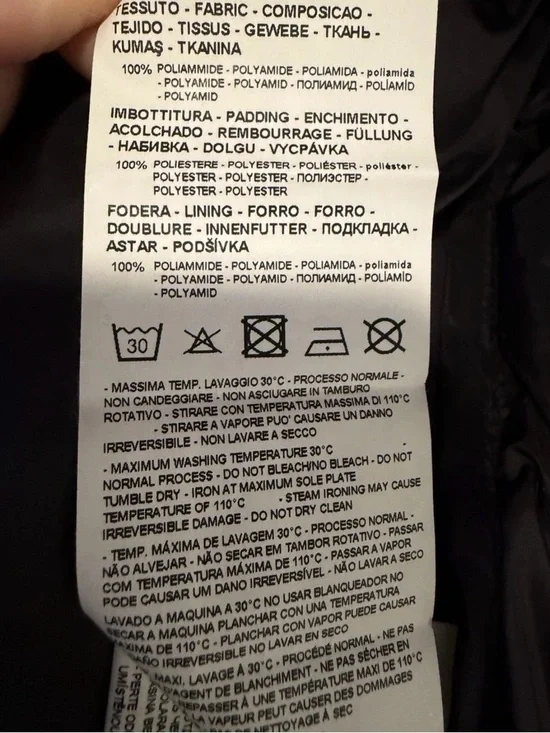 TESSUTO - FABRIC - COMPOSICAO -
TEJIDO - TISSUS - GEWEBE - ТКАНЬ -
KUMAŞ - TKANINA
100% POLIAMMIDE - POLYAMIDE - POLIAMIDA - poliamida
- POLYAMIDE - POLYAMID - ПОЛИАМИД - POLÍAMÍD
- POLYAMID
IMBOTTITURA - PADDING - ENCHIMENTO -
ACOLCHADO - REMBOURRAGE - FÜLLUNG
- НАБИВКА - DOLGU - VYCPÁVKA
100% POLIESTERE - POLYESTER - POLIÉSTER - poliéster -
POLYESTER - POLYESTER - ПОЛИЭСТЕР -
POLYESTER - POLYESTER
FODERA - LINING - FORRO - FORRO -
DOUBLURE - INNENFUTTER - ПОДКЛАДКА -
ASTAR - PODŠÍVKA
100% POLIAMMIDE - POLYAMIDE - POLIAMIDA - poliamida
- POLYAMIDE - POLYAMID - ПОЛИАМИД - POLÍAMÍD
- POLYAMID
30
- MASSIMA TEMP. LAVAGGIO 30°C - PROCESSO NORMALE -
NON CANDEGGIARE - NON ASCIUGARE IN TAMBURO
ROTATIVO - STIRARE CON TEMPERATURA MASSIMA DI 110°C
- STIRARE A VAPORE PUO' CAUSARE UN DANNO
IRREVERSIBILE - NON LAVARE A SECCO
- MAXIMUM WASHING TEMPERATURE 30°C
NORMAL PROCESS - DO NOT BLEACH/NO BLEACH - DO NOT
TUMBLE DRY - IRON AT MAXIMUM SOLE PLATE
TEMPERATURE OF 110°C - STEAM IRONING MAY CAUSE
IRREVERSIBLE DAMAGE - DO NOT DRY CLEAN
- TEMP. MÁXIMA DE LAVAGEM 30°C - PROCESSO NORMAL -
NÃO ALVEJAR - NÃO SECAR EM TAMBOR ROTATIVO - PASSAR
COM TEMPERATURA MÁXIMA DE 110°C - PASSAR A VAPOR
PODE CAUSAR UM DANO IRREVERSÍVEL - NÃO LAVAR A SECO
LAVADO A MAQUINA A 30°C NO USAR BLANQUEADOR NO
SECAR A MAQUINA PLANCHAR CON UNA TEMPERATURA
XIMA DE 110°C - PLANCHAR CON VAPOR PUEDE CAUSAR
ÑO IRREVERSIBLE NO LAVAR EN SECO
MAXI. LAVAGE À 30°C - PROCÉDÉ NORMAL - NE PAS
AGENT DE BLANCHIMENT - NE PAS SÉCHER EN
REPASSER À UNE TEMPÉRATURE MAXI DE 110°C
LA VAPEUR PEUT CAUSER DES DOMMAGES
NETTOYAGE À SEC